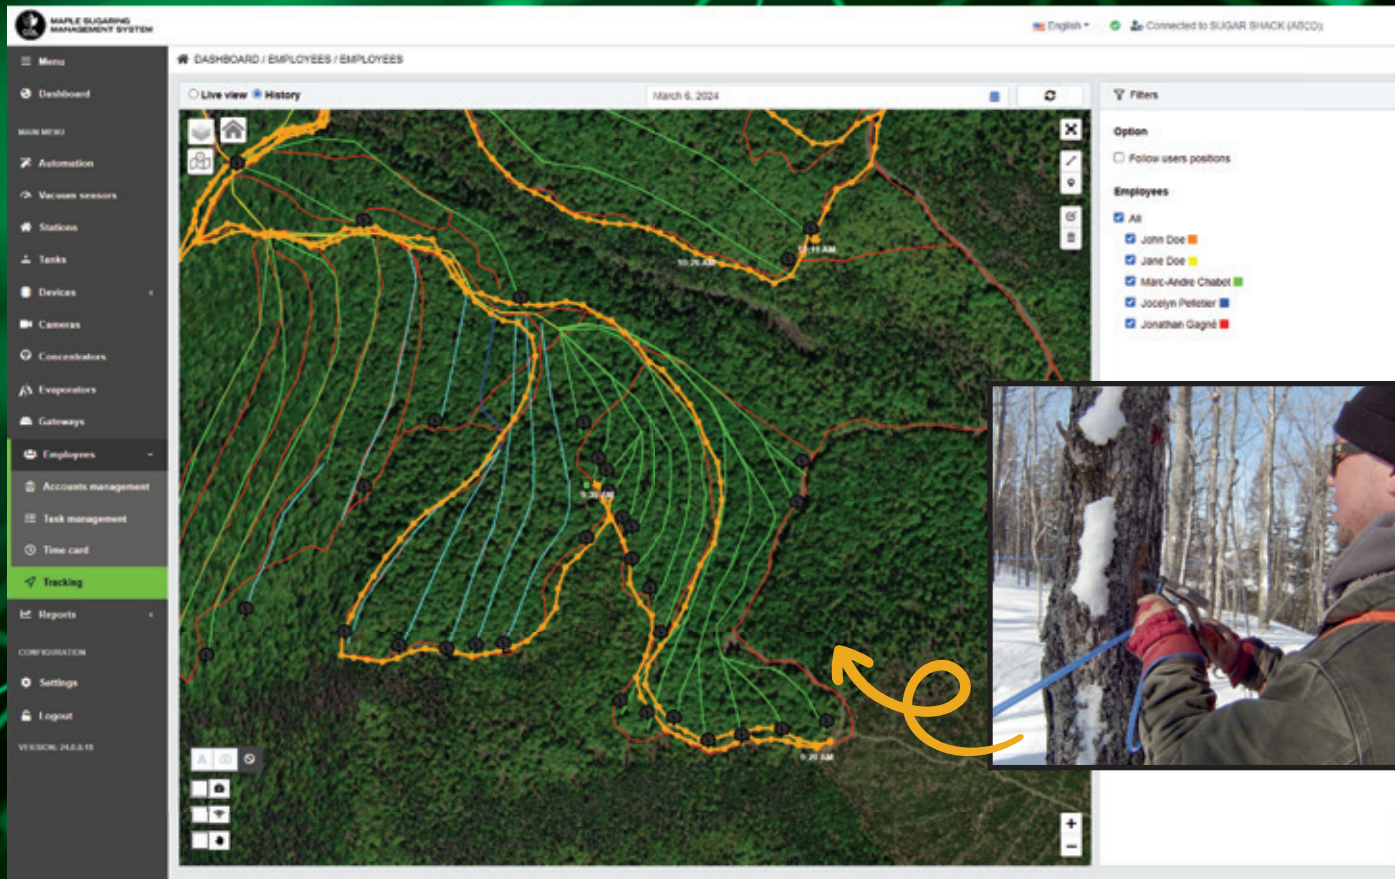 MAPLE SUGARING
MANAGEMENT SYSTEM
English
Connected to SUGAR SHACK (ABCD)
Menu
DASHBOARD / EMPLOYEES / EMPLOYEES
Dashboard
Live view
History
March 6, 2024
Filters
MAIN MENU
Option
Automation
Follow users positions
Vacuum sensors
Employees
Stations
All
Tanks
John Doe
Jane Doe
Devices
Marc-Andre Chabot
Cameras
Jocelyn Pelletier
Concentrators
Jonathan Gagné
Evaporators
Gateways
Employees
Accounts management
Task management
Time card
Tracking
Reports
CONFIGURATION
Settings
Logout
10:26 AM
9:20 AM
A